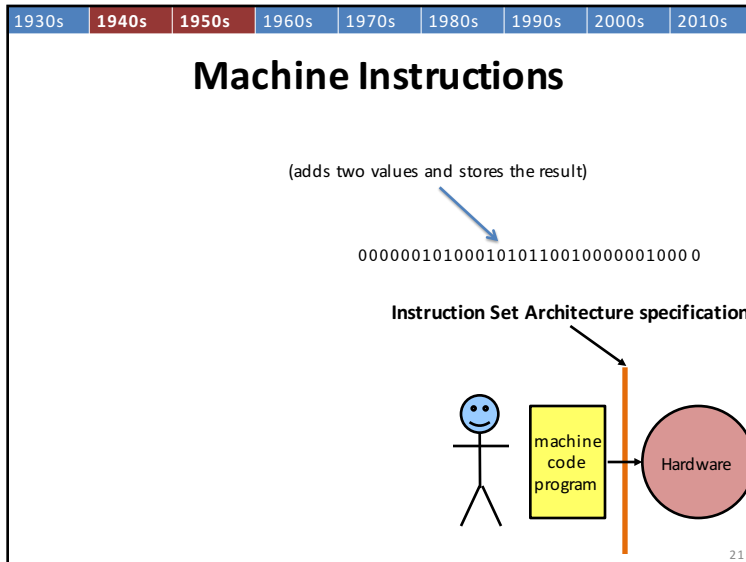 1930s 1940s 1950s 1960s 1970s 1980s 1990s 2000s 2010s
Machine Instructions
(adds two values and stores the result)
00000010100010101100100000010000
Instruction Set Architecture specification
machine
code
program
Hardware
21